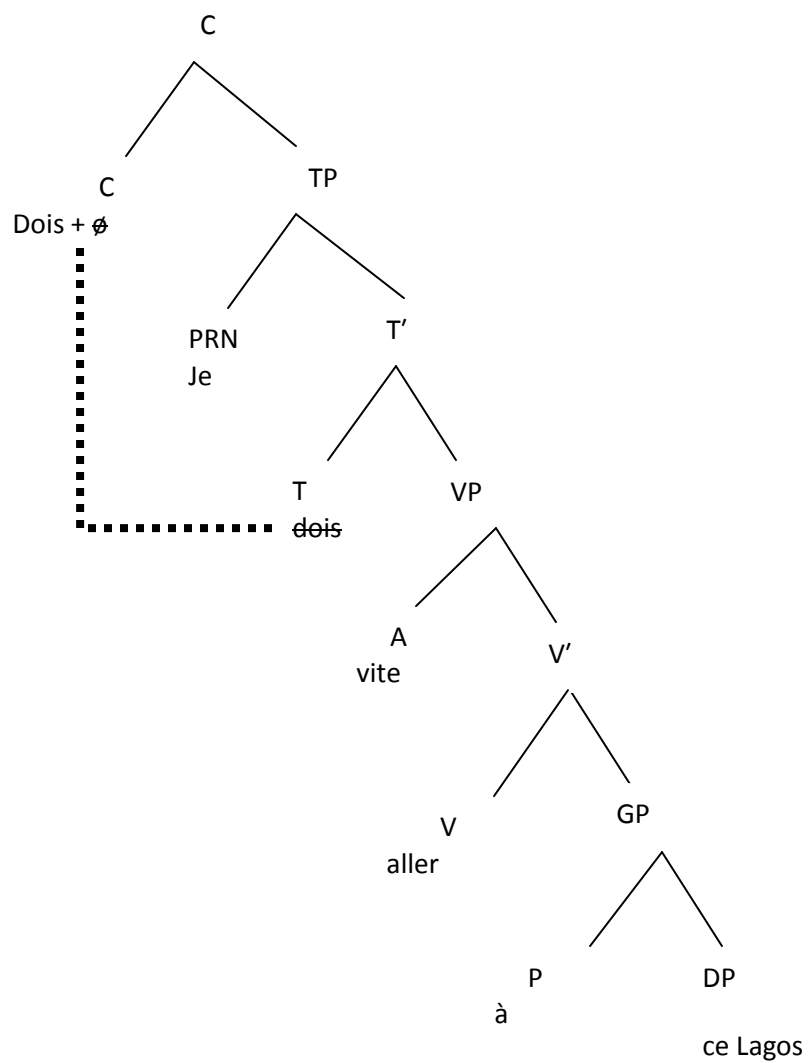 C
C
TP
Dois + ø
PRN
T’
Je
T
VP
dois
A
V’
vite
V
GP
aller
P
DP
à
ce Lagos